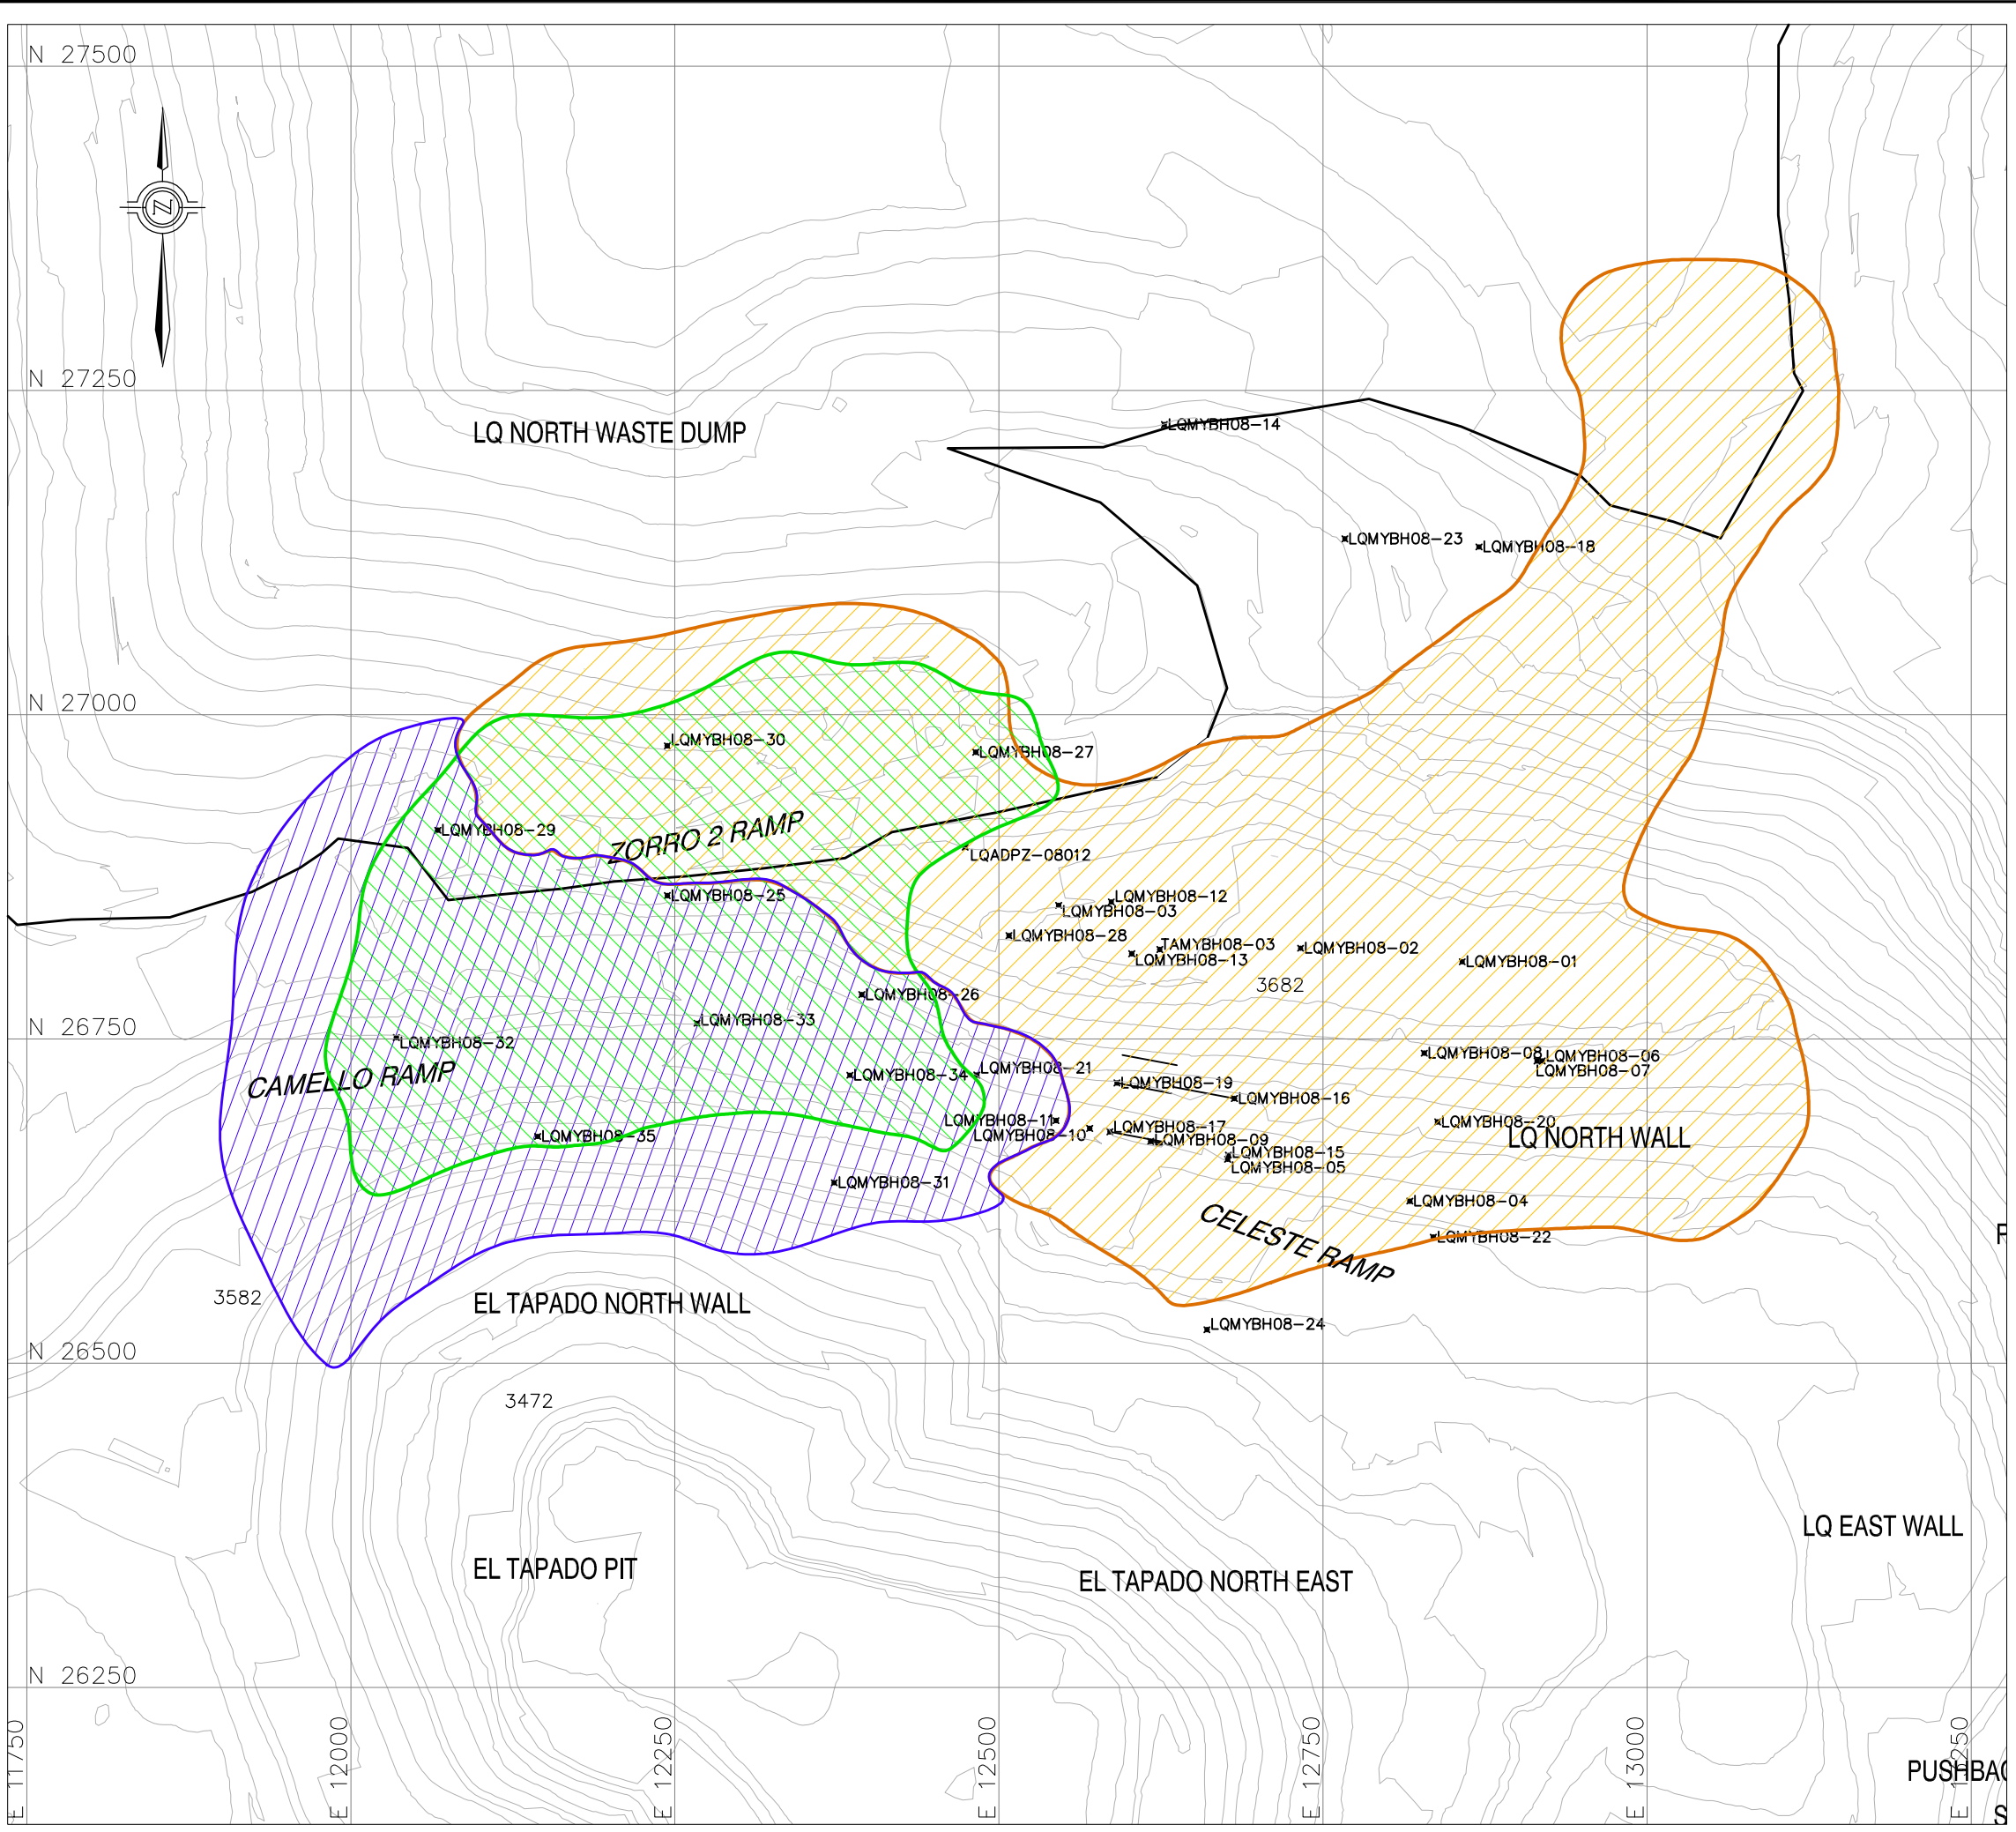 N 27500
N
N 27250
LQ NORTH WASTE DUMP
LQMYBH08-14
LQMYBH08-23
LQMYBH08-18
N 27000
LQMYBH08-30
LQMYBH08-27
LQMYBH08-29
ZORRO 2 RAMP
LQADPZ-08012
LQMYBH08-25
LQMYBH08-12
LQMYBH08-03
LQMYBH08-28
TAMYBH08-03
LQMYBH08-02
LQMYBH08-13
LQMYBH08-01
3682
LQMYBH08-26
LQMYBH08-33
N 26750
LQMYBH08-32
LQMYBH08-08
LQMYBH08-06
LQMYBH08-07
CAMELLO RAMP
LQMYBH08-34
LQMYBH08-21
LQMYBH08-19
LQMYBH08-16
LQMYBH08-11
LQMYBH08-20
LQMYBH08-10
LQMYBH08-17
LQMYBH08-35
LQMYBH08-09
LQ NORTH WALL
LQMYBH08-15
LQMYBH08-05
LQMYBH08-31
LQMYBH08-04
CELESTE RAMP
LQMYBH08-22
3582
EL TAPADO NORTH WALL
LQMYBH08-24
N 26500
3472
LQ EAST WALL
EL TAPADO PIT
EL TAPADO NORTH EAST
N 26250
E 11750
E 12000
E 12250
E 12500
E 12750
E 13000
E 13250